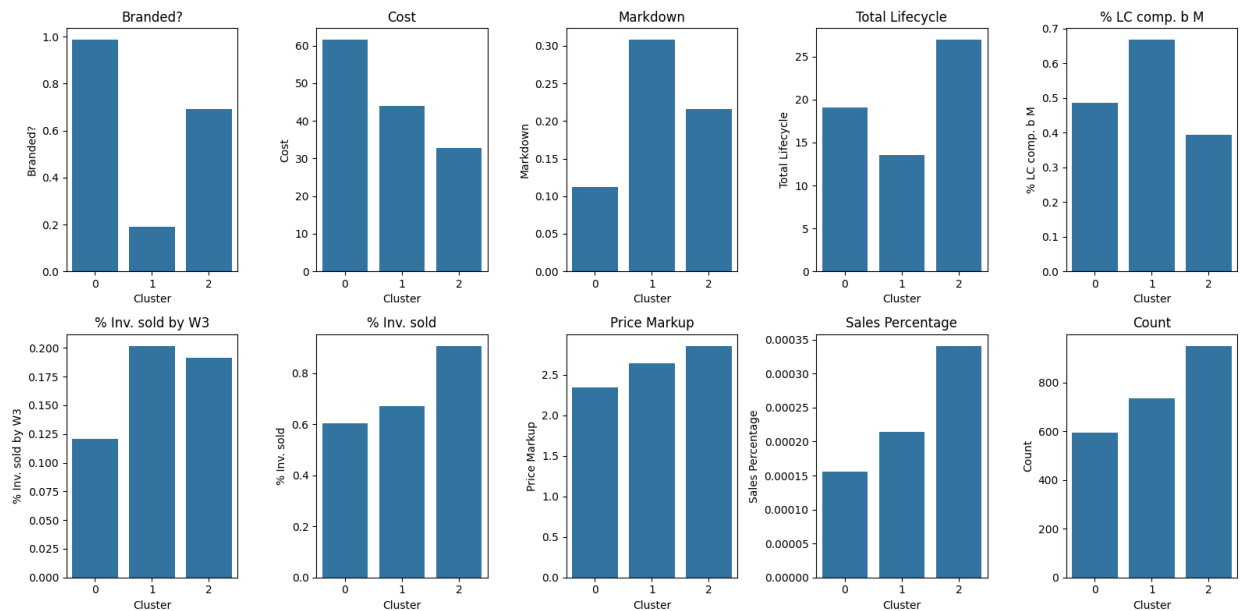 Branded?
1.0
0.8
0.6
0.4
0.2
0.0
Branded?
0 1 2
Cluster
Cost
60
50
40
30
20
10
0
Cost
0 1 2
Cluster
Markdown
0.30
0.25
0.20
0.15
0.10
0.05
0.00
Markdown
0 1 2
Cluster
Total Lifecycle
25
20
15
10
5
0
Total Lifecycle
0 1 2
Cluster
% LC comp. b M
0.7
0.6
0.5
0.4
0.3
0.2
0.1
0.0
% LC comp. b M
0 1 2
Cluster
% Inv. sold by W3
0.200
0.175
0.150
0.125
0.100
0.075
0.050
0.025
0.000
% Inv. sold by W3
0 1 2
Cluster
% Inv. sold
0.8
0.6
0.4
0.2
0.0
% Inv. sold
0 1 2
Cluster
Price Markup
2.5
2.0
1.5
1.0
0.5
0.0
Price Markup
0 1 2
Cluster
Sales Percentage
0.00035
0.00030
0.00025
0.00020
0.00015
0.00010
0.00005
0.00000
Sales Percentage
0 1 2
Cluster
Count
800
600
400
200
0
Count
0 1 2
Cluster